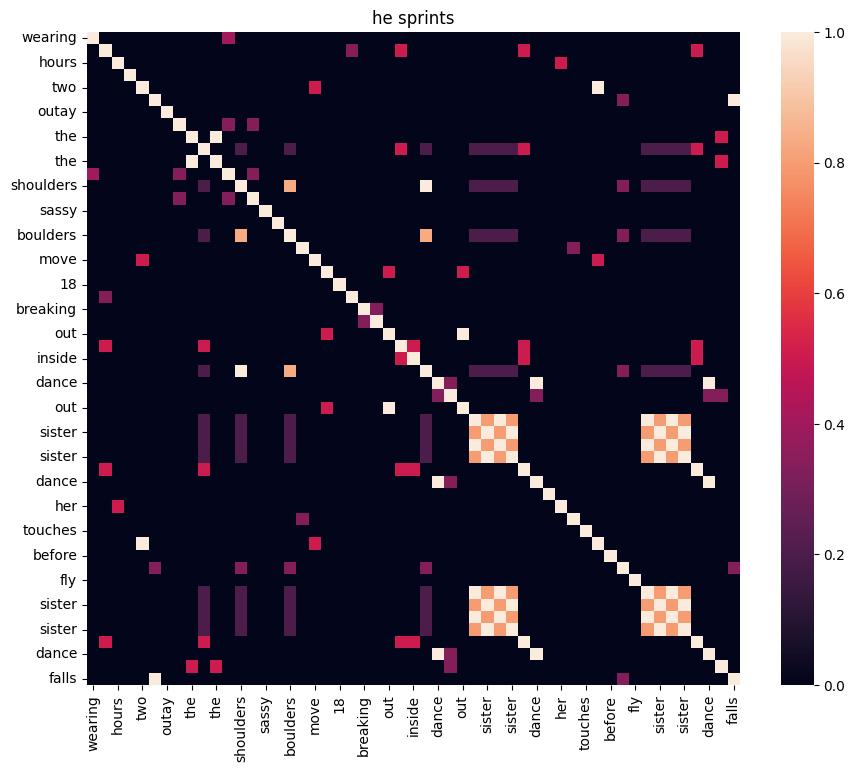 he sprints
wearing
hours
two
outay
the
the
shoulders
sassy
boulders
move
18
breaking
out
inside
dance
out
sister
sister
dance
her
touches
before
fly
sister
sister
dance
falls
wearing
hours
two
outay
the
the
shoulders
sassy
boulders
move
18
breaking
out
inside
dance
out
sister
sister
dance
her
touches
before
fly
sister
sister
dance
falls
1.0
0.8
0.6
0.4
0.2
0.0